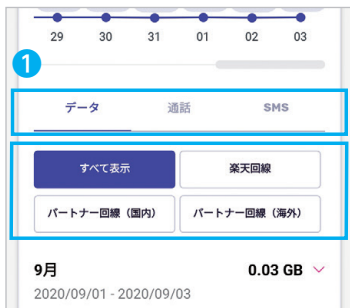 29 30 31 01 02 03
1
データ 通話 SMS
すべて表示 楽天回線
パートナー回線（国内） パートナー回線（海外）
9月 0.03 GB
2020/09/01 - 2020/09/03